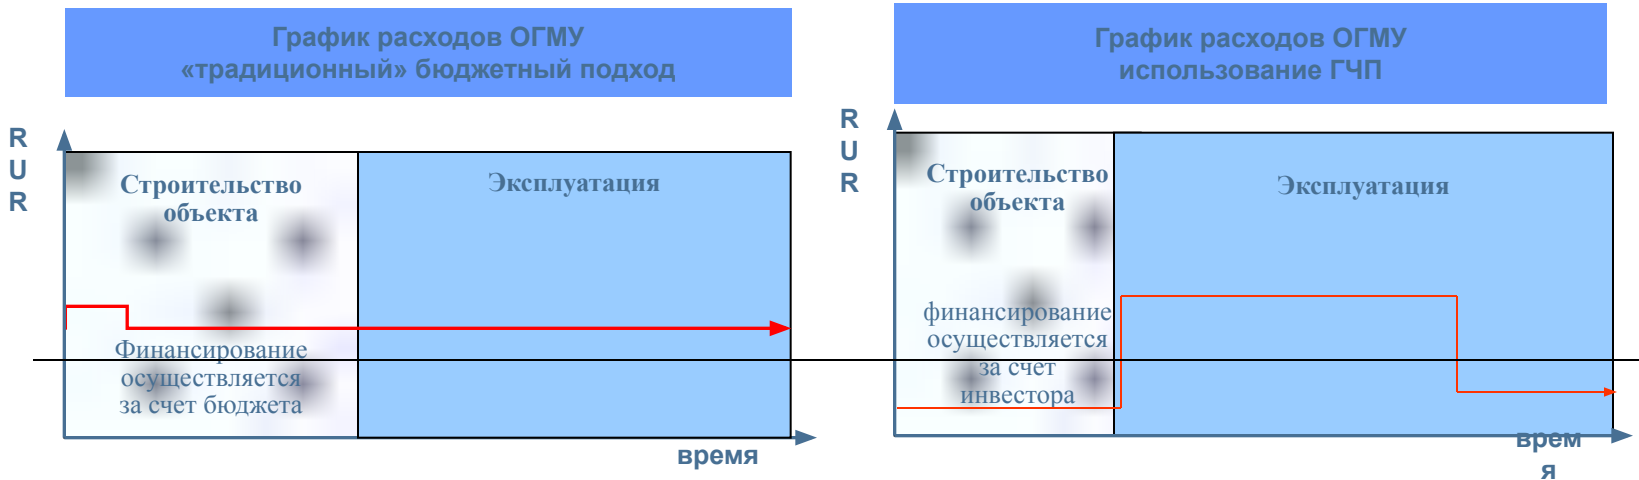 График расходов ОГМУ
«традиционный» бюджетный подход
R
U
R
Строительство
объекта
Эксплуатация
Финансирование
осуществляется
за счет бюджета
время
График расходов ОГМУ
использование ГЧП
R
U
R
Строительство
объекта
Эксплуатация
финансирование
осуществляется
за счет
инвестора
врем
я